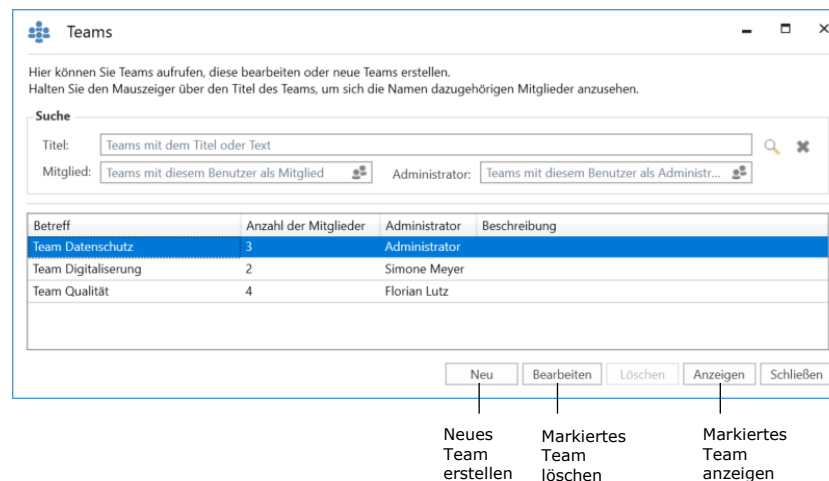 Teams
Hier können Sie Teams aufrufen, diese bearbeiten oder neue Teams erstellen.
Halten Sie den Mauszeiger über den Titel des Teams, um sich die Namen dazugehörigen Mitglieder anzusehen.
Suche
Titel: Teams mit dem Titel oder Text
Mitglied: Teams mit diesem Benutzer als Mitglied Administrator: Teams mit diesem Benutzer als Administr...
Betreff Anzahl der Mitglieder Administrator Beschreibung
Team Datenschutz 3 Administrator
Team Digitaliserung 2 Simone Meyer
Team Qualität 4 Florian Lutz
Neu Bearbeiten Löschen Anzeigen Schließen
Neues Markiertes Markiertes
Team Team Team
erstellen löschen anzeigen